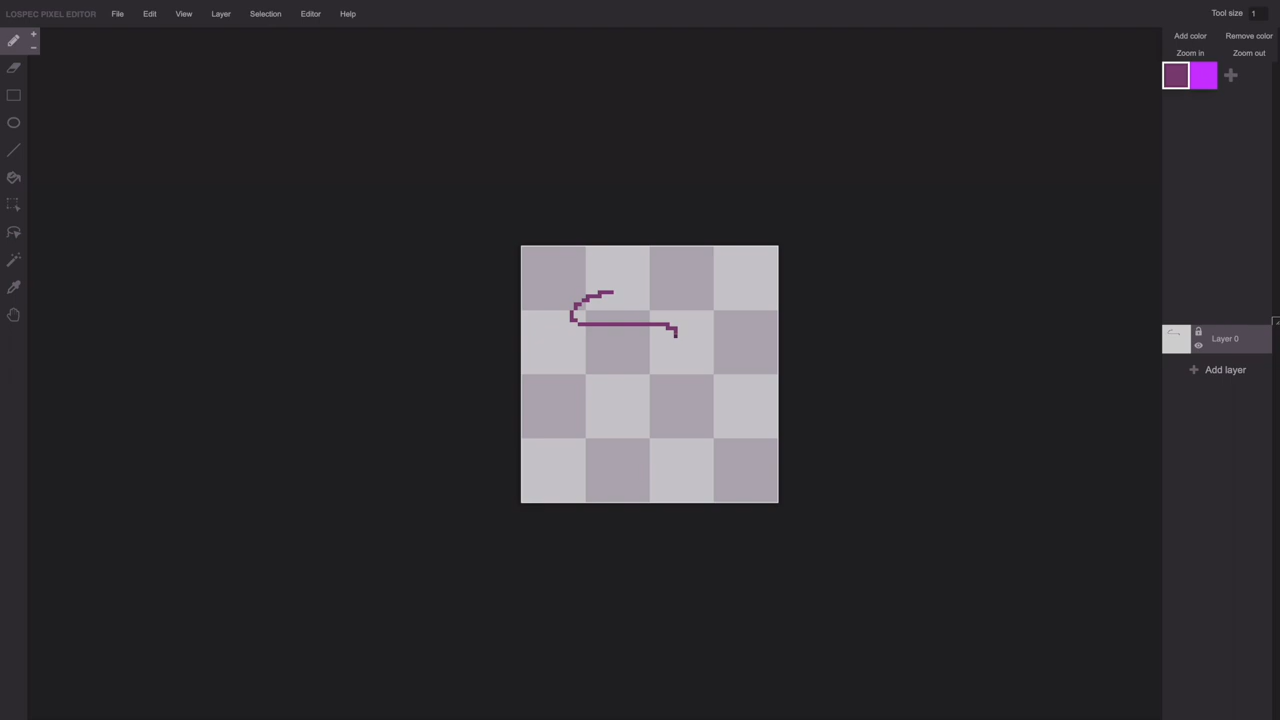 LOSPEC PIXEL EDITOR File Edit View Layer Selection Editor Help Tool size 1
Add color Remove color
Zoom in Zoom out
Layer 0
Add layer